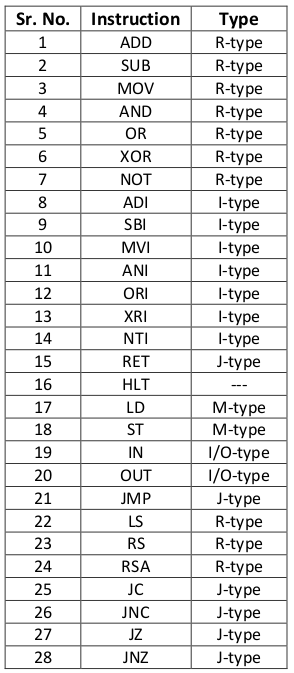 Sr. No. Instruction Type
1 ADD R-type
2 SUB R-type
3 MOV R-type
4 AND R-type
5 OR R-type
6 XOR R-type
7 NOT R-type
8 ADI I-type
9 SBI I-type
10 MVI I-type
11 ANI I-type
12 ORI I-type
13 XRI I-type
14 NTI I-type
15 RET J-type
16 HLT ---
17 LD M-type
18 ST M-type
19 IN I/O-type
20 OUT I/O-type
21 JMP J-type
22 LS R-type
23 RS R-type
24 RSA R-type
25 JC J-type
26 JNC J-type
27 JZ J-type
28 JNZ J-type